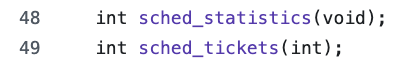 48 int sched_statistics(void);
49 int sched_tickets(int);